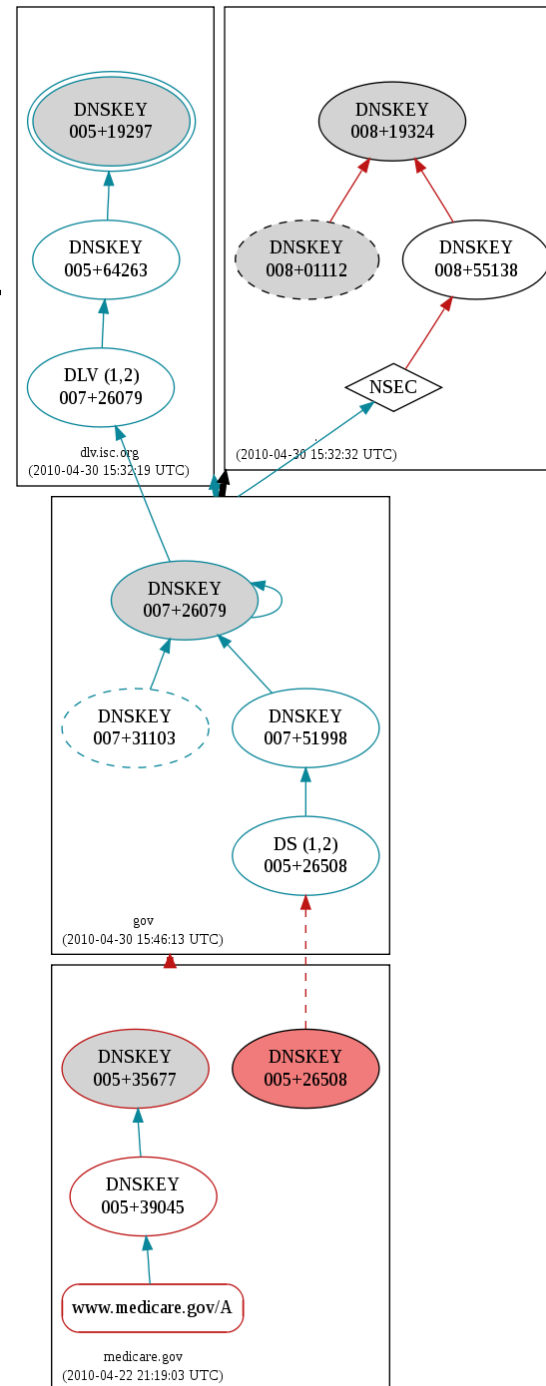 DNSKEY
005+19297
DNSKEY
005+64263
DLV (1,2)
007+26079
dlv.isc.org
(2010-04-30 15:32:19 UTC)
DNSKEY
008+19324
DNSKEY
008+01112
DNSKEY
008+55138
NSEC
.
(2010-04-30 15:32:32 UTC)
DNSKEY
007+26079
DNSKEY
007+31103
DNSKEY
007+51998
DS (1,2)
005+26508
gov
(2010-04-30 15:46:13 UTC)
DNSKEY
005+35677
DNSKEY
005+26508
DNSKEY
005+39045
www.medicare.gov/A
medicare.gov
(2010-04-22 21:19:03 UTC)